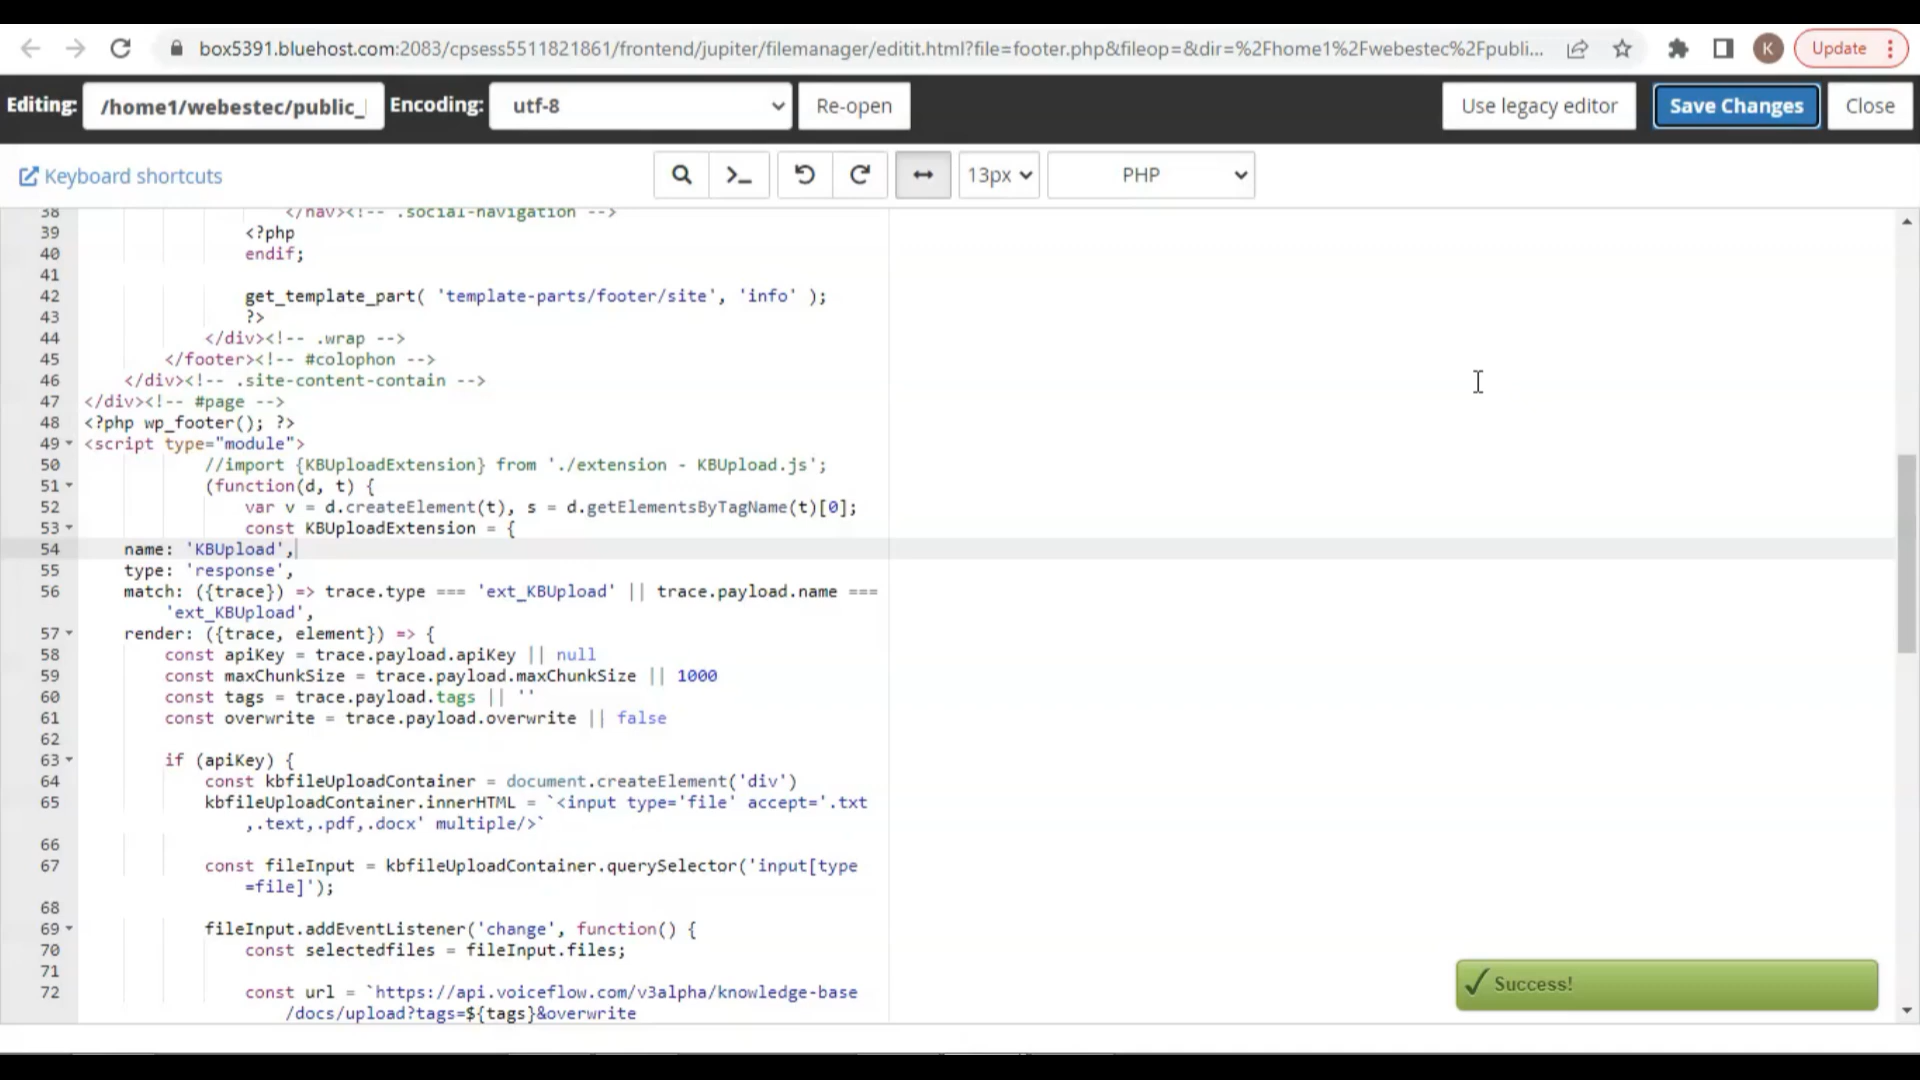 box5391.bluehost.com:2083/cpsess5511821861/frontend/jupiter/filemanager/editit.html?file=footer.php&fileop=&dir=%2Fhome1%2Fwebestec%2Fpubli...
K
Update
Editing:
/home1/webestec/public_
Encoding:
utf-8
Re-open
Use legacy editor
Save Changes
Close
Keyboard shortcuts
13px
PHP
38 </nav><!-- .social-navigation -->
39 <?php
40 endif;
41
42 get_template_part( 'template-parts/footer/site', 'info' );
43 ?>
44 </div><!-- .wrap -->
45 </footer><!-- #colophon -->
46 </div><!-- .site-content-contain -->
47 </div><!-- #page -->
48 <?php wp_footer(); ?>
49 <script type="module">
50 //import {KBUploadExtension} from './extension - KBUpload.js';
51 (function(d, t) {
52 var v = d.createElement(t), s = d.getElementsByTagName(t)[0];
53 const KBUploadExtension = {
54 name: 'KBUpload',
55 type: 'response',
56 match: ({trace}) => trace.type === 'ext_KBUpload' || trace.payload.name ===
'ext_KBUpload',
57 render: ({trace, element}) => {
58 const apiKey = trace.payload.apiKey || null
59 const maxChunkSize = trace.payload.maxChunkSize || 1000
60 const tags = trace.payload.tags || ''
61 const overwrite = trace.payload.overwrite || false
62
63 if (apiKey) {
64 const kbfileUploadContainer = document.createElement('div')
65 kbfileUploadContainer.innerHTML = `<input type='file' accept='.txt
,.text,.pdf,.docx' multiple/>`
66
67 const fileInput = kbfileUploadContainer.querySelector('input[type
=file]');
68
69 fileInput.addEventListener('change', function() {
70 const selectedfiles = fileInput.files;
71
72 const url = `https://api.voiceflow.com/v3alpha/knowledge-base
/docs/upload?tags=${tags}&overwrite
Success!